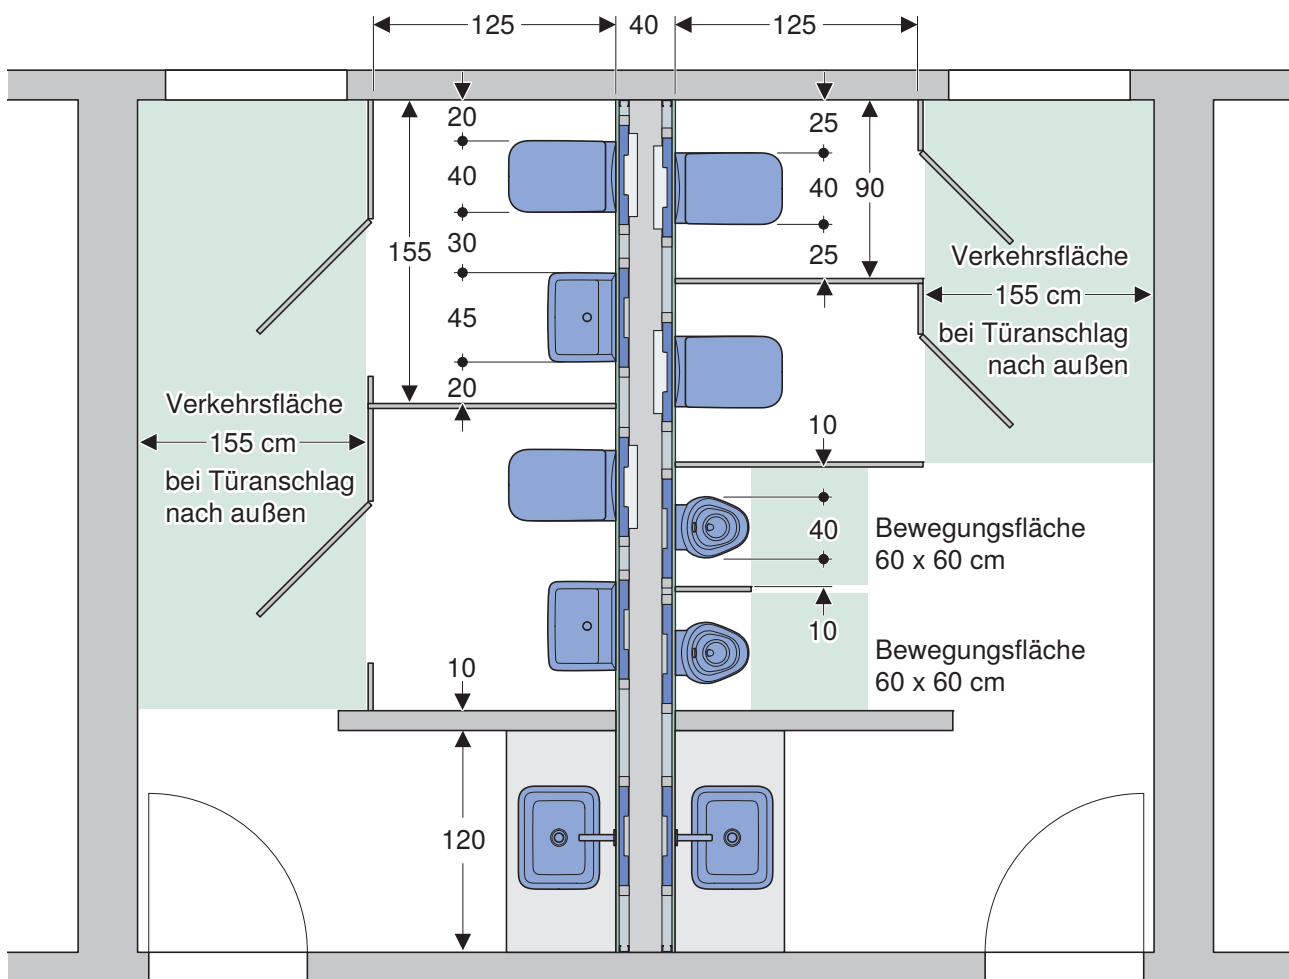 125
40
125
20
40
155
30
45
20
25
40
90
25
Verkehrsfläche
155 cm
bei Türanschlag
nach außen
Verkehrsfläche
155 cm
bei Türanschlag
nach außen
10
40
Bewegungsfläche
60 x 60 cm
10
Bewegungsfläche
60 x 60 cm
10
120